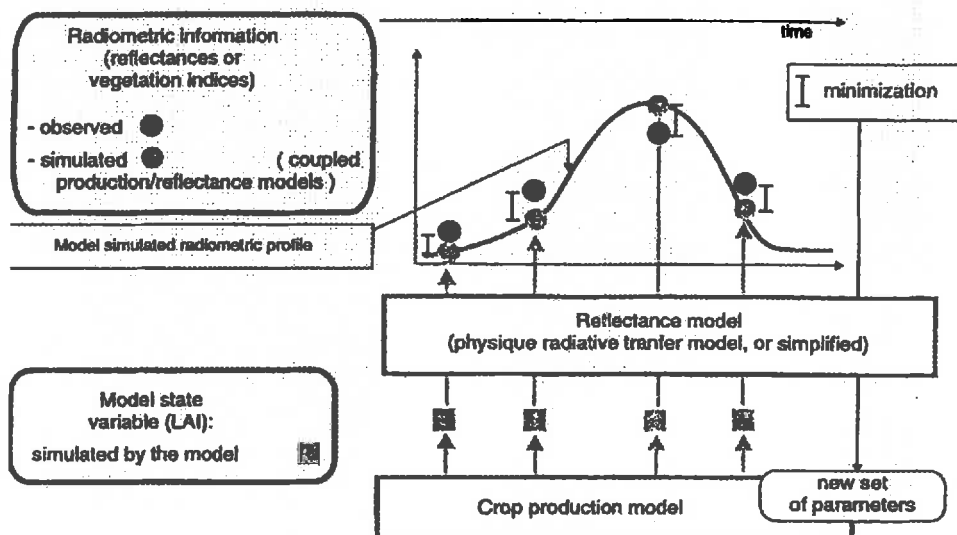 Radiometric information
(reflectances or
vegetation indices)
- observed
- simulated ( coupled
production/reflectance models )
time
minimization
Model simulated radiometric profile
Reflectance model
(physique radiative tranfer model, or simplified)
Model state
variable (LAI):
simulated by the model
Crop production model
new set
of parameters